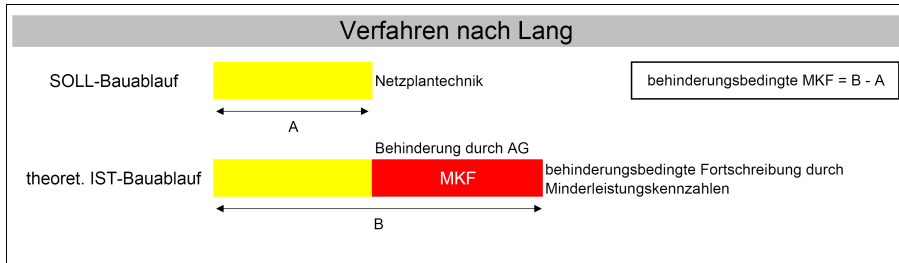 Verfahren nach Lang
SOLL-Bauablauf
Netzplantechnik
behinderungsbedingte MKF = B - A
A
Behinderung durch AG
theoret. IST-Bauablauf
MKF
behinderungsbedingte Fortschreibung durch
Minderleistungskennzahlen
B